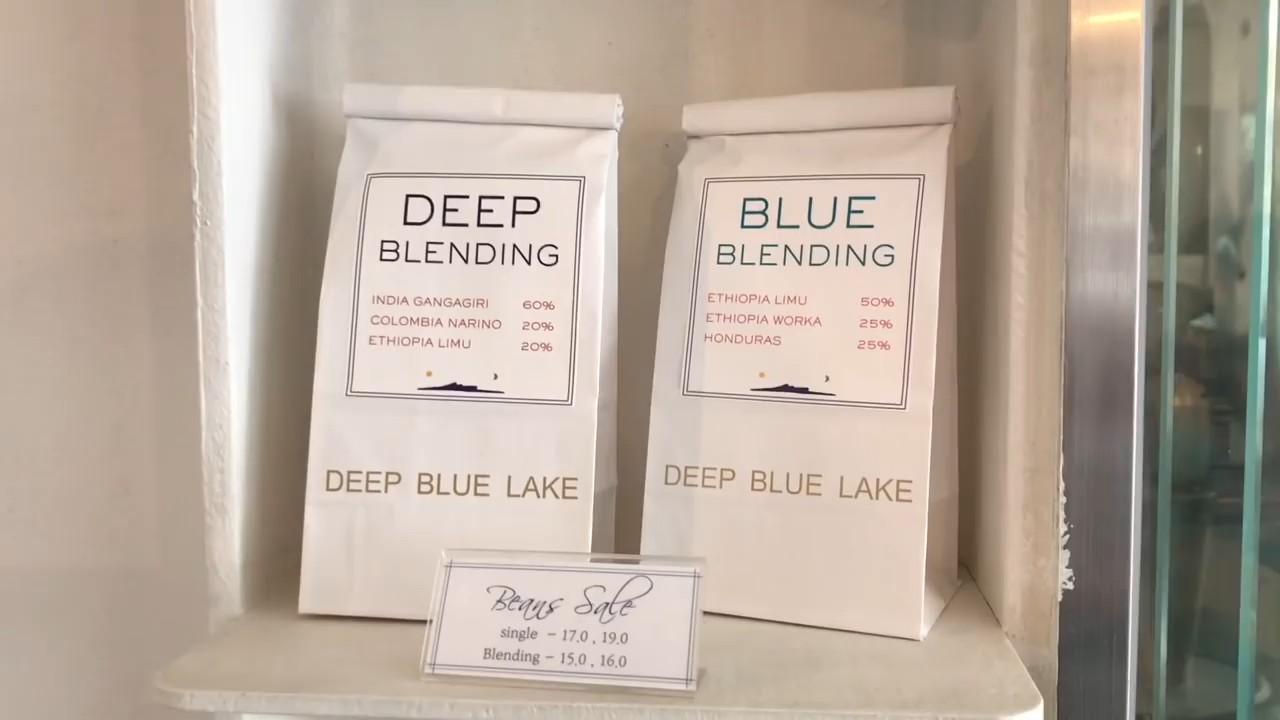 DEEP
BLENDING
INDIA GANGAGIRI 60%
COLOMBIA NARINO 20%
ETHIOPIA LIMU 20%
DEEP BLUE LAKE
BLUE
BLENDING
ETHIOPIA LIMU 50%
ETHIOPIA WORKA 25%
HONDURAS 25%
DEEP BLUE LAKE
Beans Sale
single - 17.0 , 19.0
Blending - 15.0 , 16.0